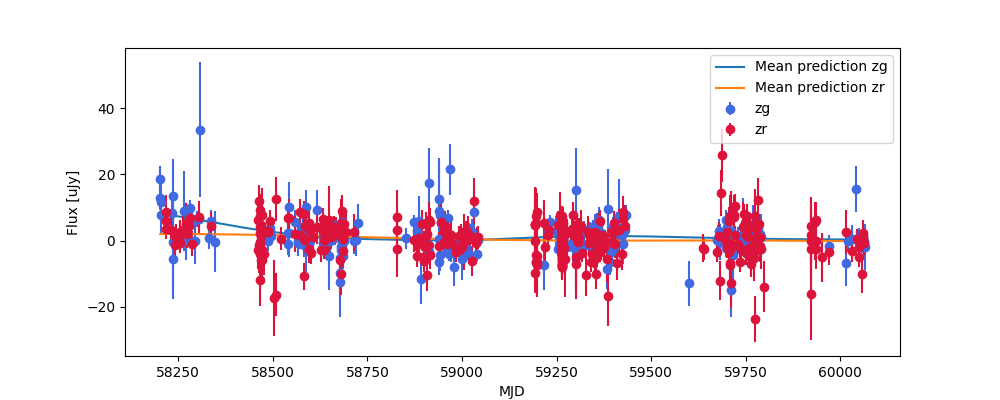 Mean prediction zg
Mean prediction zr
zg
zr
Flux [uJy]
40
20
0
−20
58250 58500 58750 59000 59250 59500 59750 60000
MJD